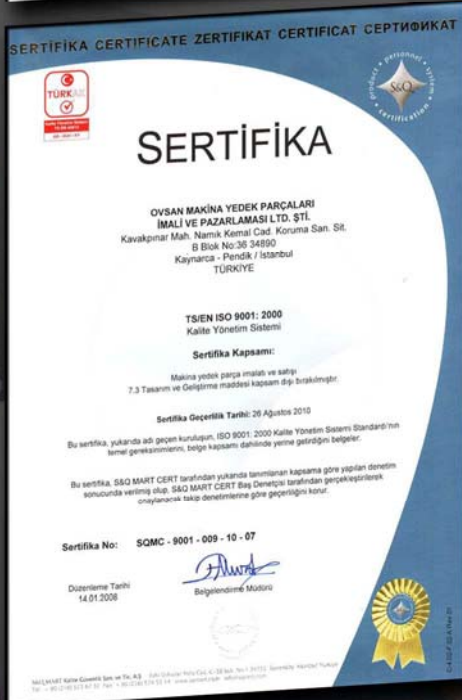 SERTİFİKA CERTIFICATE ZERTIFIKAT CERTIFICAT СЕРТИФИКАТ
TÜRKAK
product personnel system
S&Q
certification
SERTİFİKA
OVSAN MAKİNA YEDEK PARÇALARI
İMALİ VE PAZARLAMASI LTD. ŞTİ.
Kavakpınar Mah. Namık Kemal Cad. Koruma San. Sit.
B Blok No:36 34890
Kaynarca - Pendik / İstanbul
TÜRKİYE
TS/EN ISO 9001: 2000
Kalite Yönetim Sistemi
Sertifika Kapsamı:
Makina yedek parça imalatı ve satışı
7.3 Tasarım ve Geliştirme maddesi kapsam dışı bırakılmıştır.
Sertifika Geçerlilik Tarihi: 26 Ağustos 2010
Bu sertifika, yukarıda adı geçen kuruluşun, ISO 9001: 2000 Kalite Yönetim Sistemi Standardı'nın
temel gereksinimlerini, belge kapsamı dahilinde yerine getirdiğini belgeler.
Bu sertifika, S&Q MART CERT tarafından yukarıda tanımlanan kapsama göre yapılan denetim
sonucunda verilmiş olup, S&Q MART CERT Baş Denetçisi tarafından gerçekleştirilerek
onaylanacak takip denetimlerine göre geçerliliğini korur.
Sertifika No: SQMC - 9001 - 009 - 10 - 07
Düzenleme Tarihi
14.01.2008
Belgelendirme Müdürü